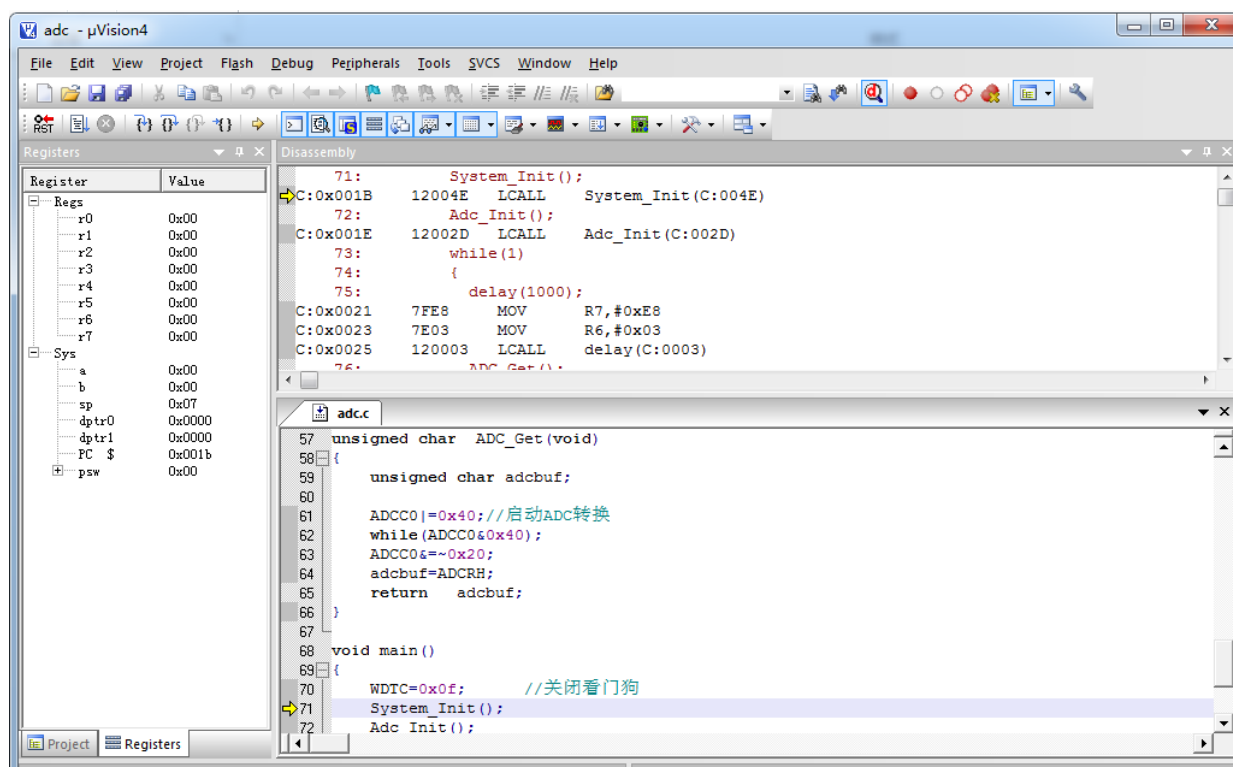 adc - µVision4
File Edit View Project Flash Debug Peripherals Tools SVCS Window Help
RST
Registers
Register Value
Regs
r0 0x00
r1 0x00
r2 0x00
r3 0x00
r4 0x00
r5 0x00
r6 0x00
r7 0x00
Sys
a 0x00
b 0x00
sp 0x07
dptr0 0x0000
dptr1 0x0000
PC $ 0x001b
psw 0x00
Project Registers
Disassembly
71: System_Init();
C:0x001B 12004E LCALL System_Init(C:004E)
72: Adc_Init();
C:0x001E 12002D LCALL Adc_Init(C:002D)
73: while(1)
74: {
75: delay(1000);
C:0x0021 7FE8 MOV R7,#0xE8
C:0x0023 7E03 MOV R6,#0x03
C:0x0025 120003 LCALL delay(C:0003)
76: ADC_Get();
adc.c
57 unsigned char ADC_Get(void)
58 {
59 unsigned char adcbuf;
60
61 ADCC0|=0x40;//启动ADC转换
62 while(ADCC0&0x40);
63 ADCC0&=~0x20;
64 adcbuf=ADCRH;
65 return adcbuf;
66 }
67
68 void main()
69 {
70 WDTC=0x0f; //关闭看门狗
71 System_Init();
72 Adc_Init();